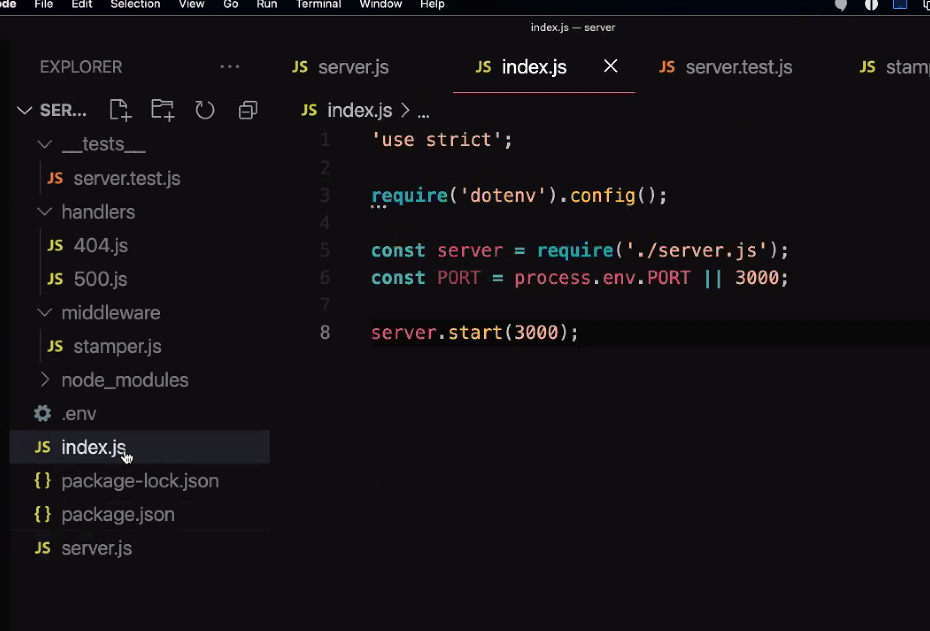 File Edit Selection View Go Run Terminal Window Help
index.js — server
EXPLORER ...
JS server.js JS index.js JS server.test.js JS
SER...
JS index.js > ...
__tests__
JS server.test.js
handlers
JS 404.js
JS 500.js
middleware
JS stamper.js
node_modules
.env
JS index.js
{} package-lock.json
{} package.json
JS server.js
1 'use strict';
2
3 require('dotenv').config();
4
5 const server = require('./server.js');
6 const PORT = process.env.PORT || 3000;
7
8 server.start(3000);